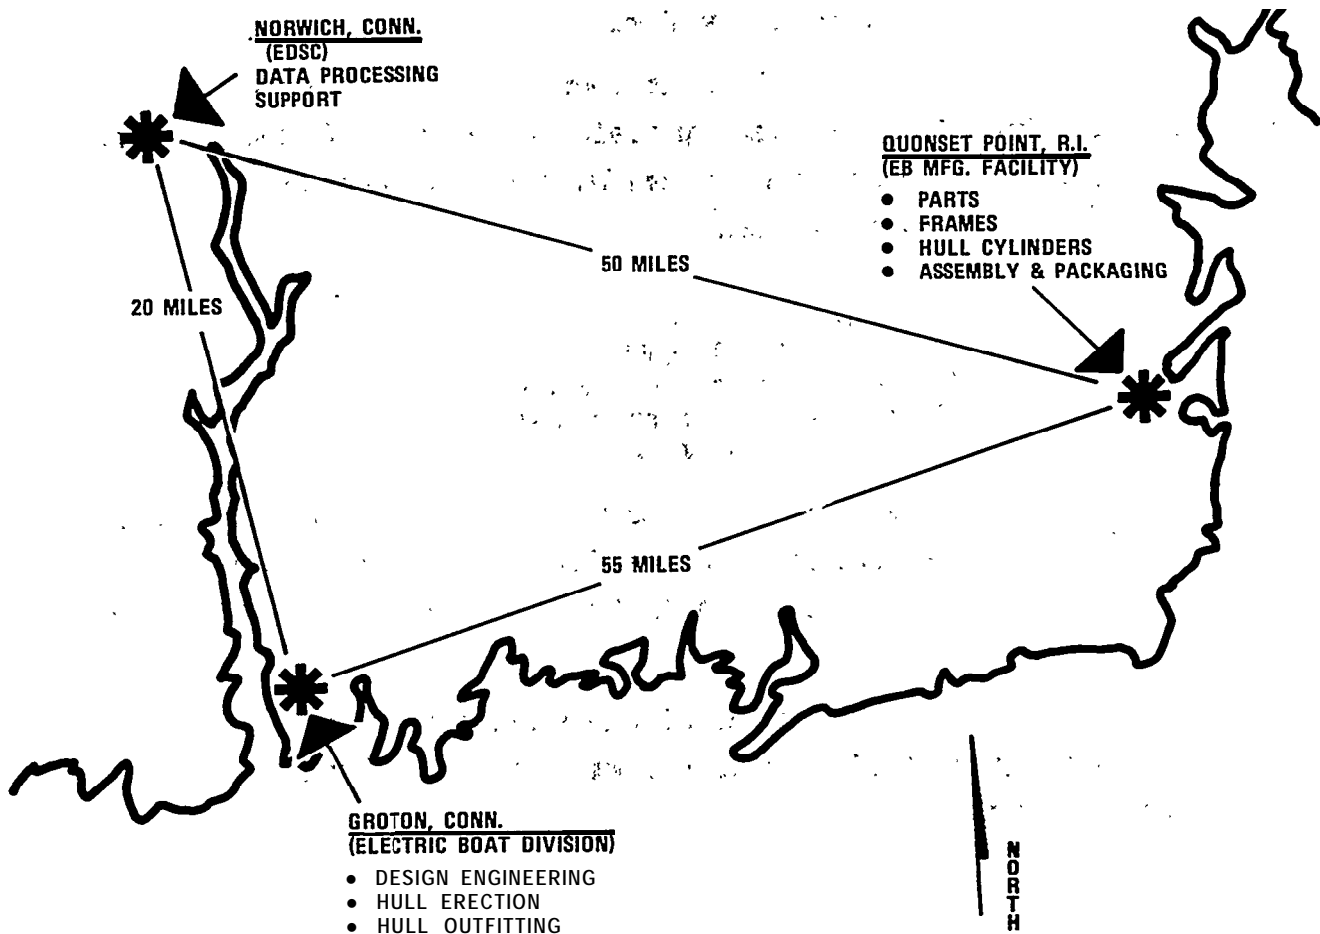 NORWICH, CONN.
(EDSC)
DATA PROCESSING
SUPPORT
QUONSET POINT, R.I.
(EB MFG. FACILITY)
• PARTS
• FRAMES
• HULL CYLINDERS
• ASSEMBLY & PACKAGING
50 MILES
20 MILES
55 MILES
GROTON, CONN.
(ELECTRIC BOAT DIVISION)
• DESIGN ENGINEERING
• HULL ERECTION
• HULL OUTFITTING
NORTH